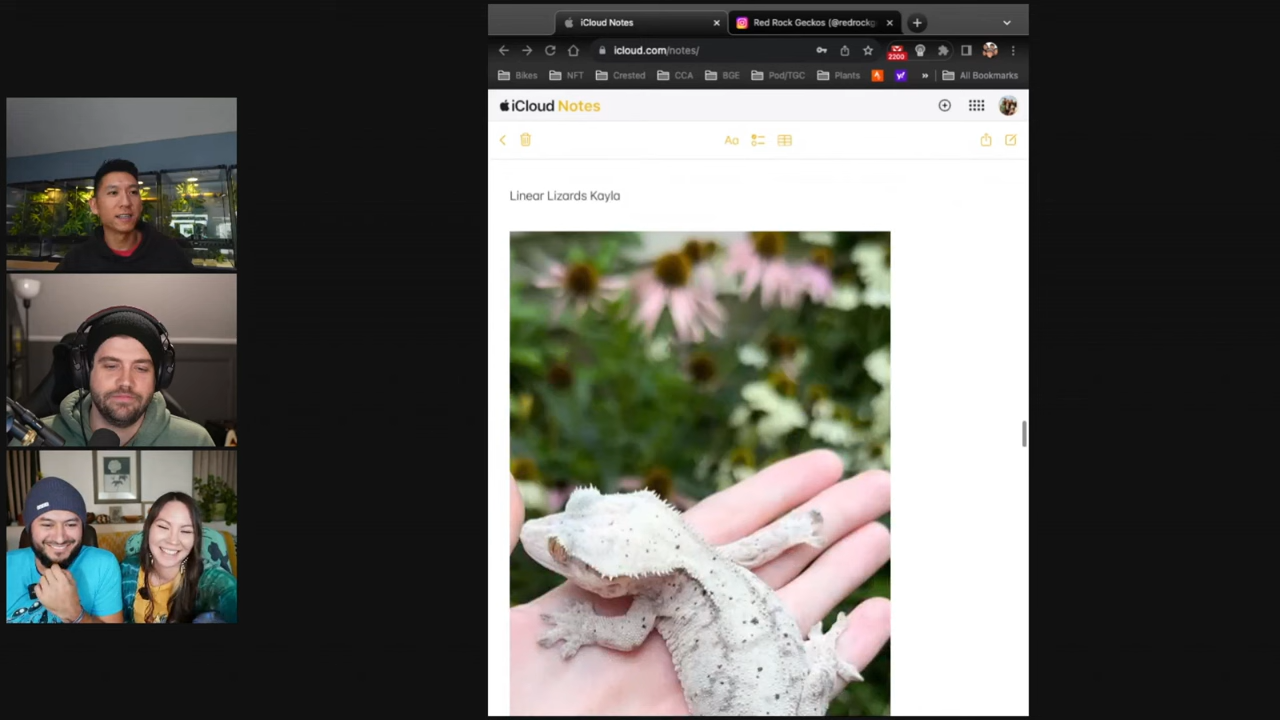 iCloud Notes
Red Rock Geckos (@redrockg
icloud.com/notes/
2200
Bikes
NFT
Crested
CCA
BGE
Pod/TGC
Plants
»
All Bookmarks
iCloud Notes
Aa
Linear Lizards Kayla